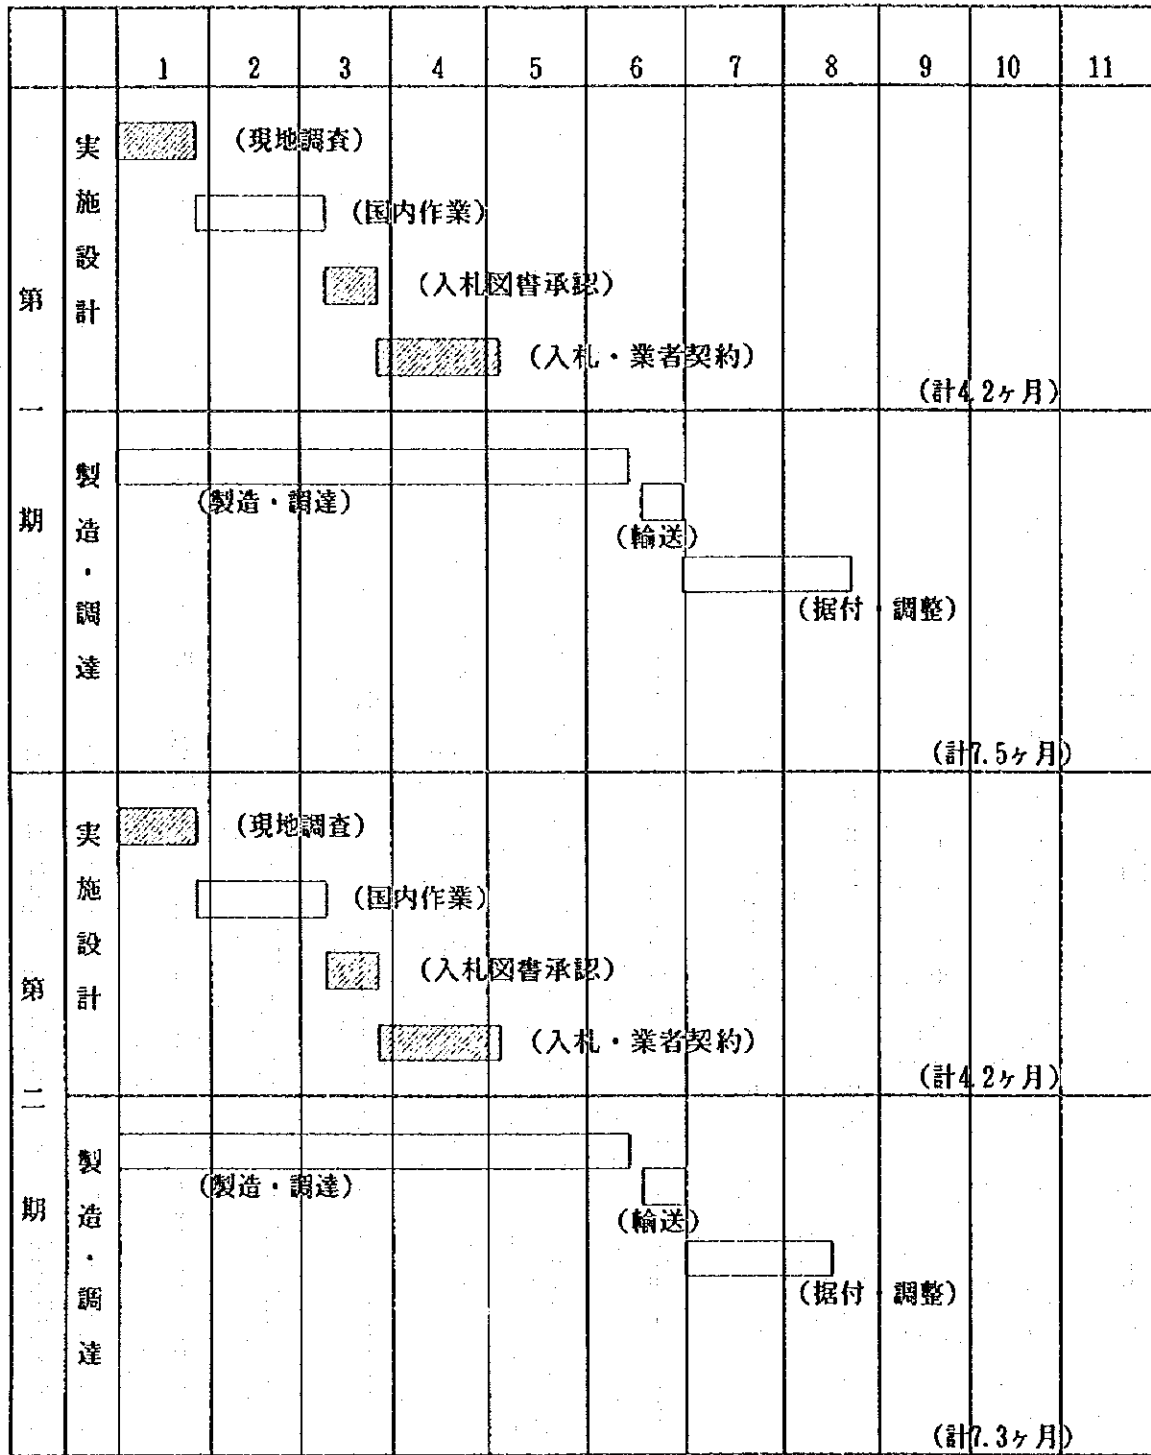 1 2 3 4 5 6 7 8 9 10 11
第一期
実施設計
(現地調査)
(国内作業)
(入札図書承認)
(入札・業者契約)
(計4.2ヶ月)
製造・調達
(製造・調達)
(輸送)
(据付・調整)
(計7.5ヶ月)
第二期
実施設計
(現地調査)
(国内作業)
(入札図書承認)
(入札・業者契約)
(計4.2ヶ月)
製造・調達
(製造・調達)
(輸送)
(据付・調整)
(計7.3ヶ月)